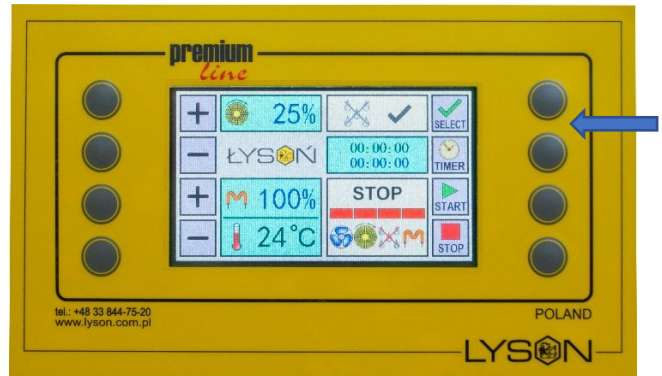 premium
line
+ 25% SELECT
- ŁYSOŃ 00:00:00
00:00:00 TIMER
+ 100% STOP START
- 24°C STOP
tel.: +48 33 844-75-20
www.lyson.com.pl
POLAND
LYSON